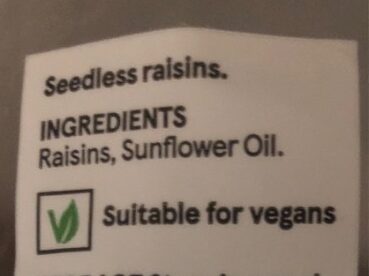 Seedless raisins.
INGREDIENTS
Raisins, Sunflower Oil.
Suitable for vegans